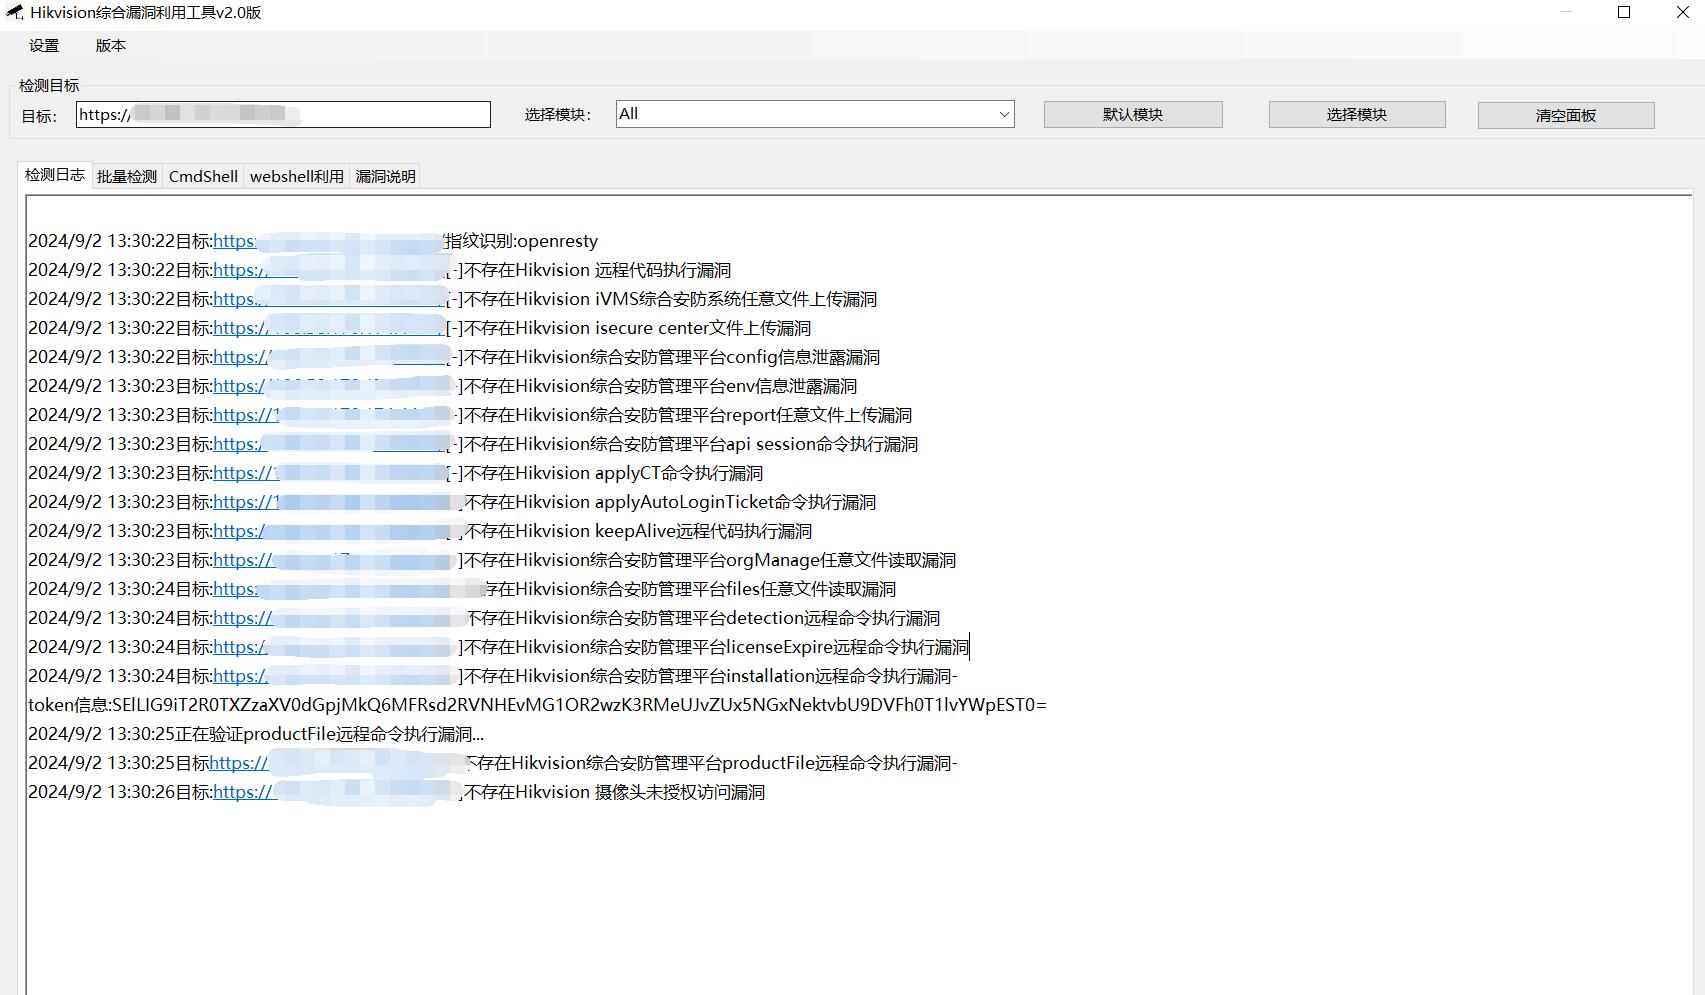 Hikvision综合漏洞利用工具v2.0版
设置 版本
检测目标
目标: https:// 选择模块: All 默认模块 选择模块 清空面板
检测日志 批量检测 CmdShell webshell利用 漏洞说明
2024/9/2 13:30:22目标:https: 指纹识别:openresty
2024/9/2 13:30:22目标:https:/ [-]不存在Hikvision 远程代码执行漏洞
2024/9/2 13:30:22目标:https: [-]不存在Hikvision iVMS综合安防系统任意文件上传漏洞
2024/9/2 13:30:22目标:https:/ [-]不存在Hikvision isecure center文件上传漏洞
2024/9/2 13:30:22目标:https:// -]不存在Hikvision综合安防管理平台config信息泄露漏洞
2024/9/2 13:30:23目标:https:/ -]不存在Hikvision综合安防管理平台env信息泄露漏洞
2024/9/2 13:30:23目标:https://1 -]不存在Hikvision综合安防管理平台report任意文件上传漏洞
2024/9/2 13:30:23目标:https:/ -]不存在Hikvision综合安防管理平台api session命令执行漏洞
2024/9/2 13:30:23目标:https:// [-]不存在Hikvision applyCT命令执行漏洞
2024/9/2 13:30:23目标:https://1 ]不存在Hikvision applyAutoLoginTicket命令执行漏洞
2024/9/2 13:30:23目标:https:/ ]不存在Hikvision keepAlive远程代码执行漏洞
2024/9/2 13:30:23目标:https:// ]不存在Hikvision综合安防管理平台orgManage任意文件读取漏洞
2024/9/2 13:30:24目标:https: 存在Hikvision综合安防管理平台files任意文件读取漏洞
2024/9/2 13:30:24目标:https:// 不存在Hikvision综合安防管理平台detection远程命令执行漏洞
2024/9/2 13:30:24目标:https:/ ]不存在Hikvision综合安防管理平台licenseExpire远程命令执行漏洞
2024/9/2 13:30:24目标:https:/ ]不存在Hikvision综合安防管理平台installation远程命令执行漏洞-
token信息:SElLIG9iT2R0TXZzaXV0dGpjMkQ6MFRsd2RVNHEvMG1OR2wzK3RMeUJvZUx5NGxNektvbU9DVFh0T1lvYWpEST0=
2024/9/2 13:30:25正在验证productFile远程命令执行漏洞...
2024/9/2 13:30:25目标https:// 不存在Hikvision综合安防管理平台productFile远程命令执行漏洞-
2024/9/2 13:30:26目标:https:// ]不存在Hikvision 摄像头未授权访问漏洞